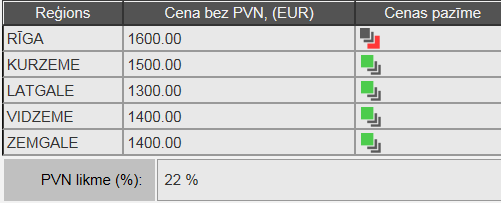 Reģions Cena bez PVN, (EUR) Cenas pazīme
RĪGA 1600.00
KURZEME 1500.00
LATGALE 1300.00
VIDZEME 1400.00
ZEMGALE 1400.00
PVN likme (%): 22 %